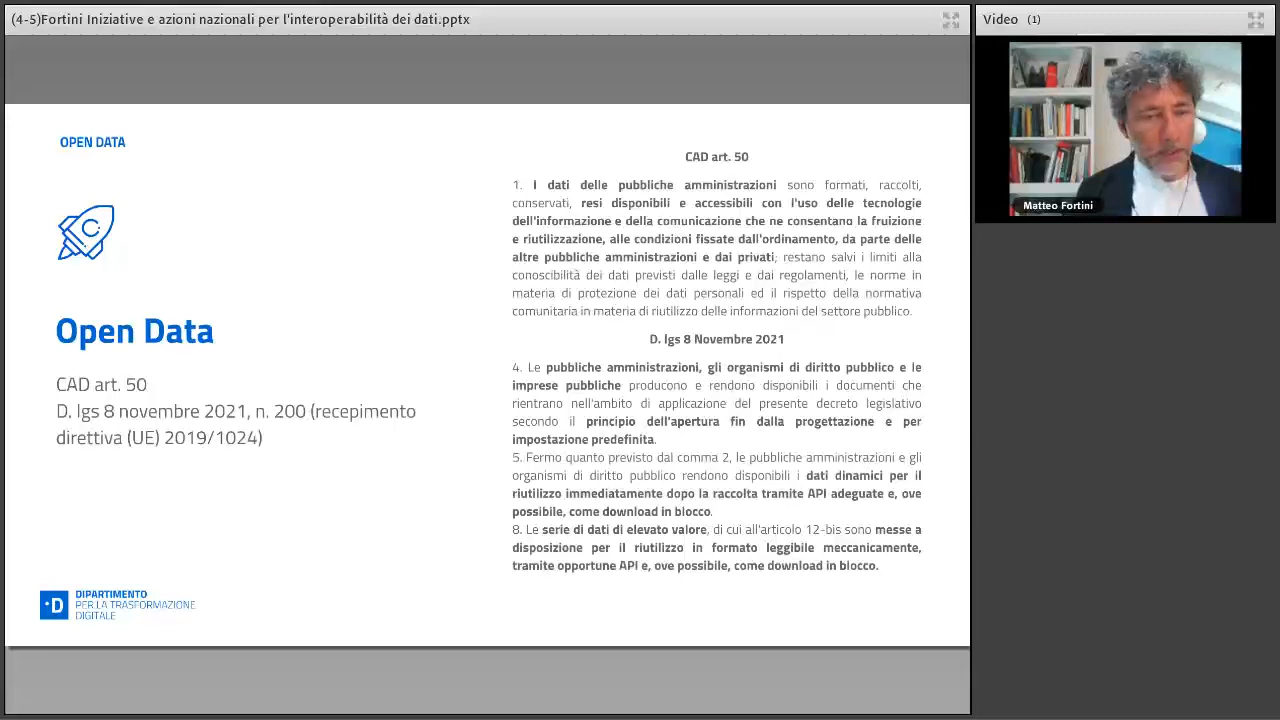 (4-5)Fortini Iniziative e azioni nazionali per l'interoperabilità dei dati.pptx
Video (1)
Matteo Fortini
OPEN DATA
Open Data
CAD art. 50
D. lgs 8 novembre 2021, n. 200 (recepimento
direttiva (UE) 2019/1024)
CAD art. 50
1. I dati delle pubbliche amministrazioni sono formati, raccolti,
conservati, resi disponibili e accessibili con l'uso delle tecnologie
dell'informazione e della comunicazione che ne consentano la fruizione
e riutilizzazione, alle condizioni fissate dall'ordinamento, da parte delle
altre pubbliche amministrazioni e dai privati; restano salvi i limiti alla
conoscibilità dei dati previsti dalle leggi e dai regolamenti, le norme in
materia di protezione dei dati personali ed il rispetto della normativa
comunitaria in materia di riutilizzo delle informazioni del settore pubblico.
D. lgs 8 Novembre 2021
4. Le pubbliche amministrazioni, gli organismi di diritto pubblico e le
imprese pubbliche producono e rendono disponibili i documenti che
rientrano nell'ambito di applicazione del presente decreto legislativo
secondo il principio dell'apertura fin dalla progettazione e per
impostazione predefinita.
5. Fermo quanto previsto dal comma 2, le pubbliche amministrazioni e gli
organismi di diritto pubblico rendono disponibili i dati dinamici per il
riutilizzo immediatamente dopo la raccolta tramite API adeguate e, ove
possibile, come download in blocco.
8. Le serie di dati di elevato valore, di cui all'articolo 12-bis sono messe a
disposizione per il riutilizzo in formato leggibile meccanicamente,
tramite opportune API e, ove possibile, come download in blocco.
DIPARTIMENTO
PER LA TRASFORMAZIONE
DIGITALE